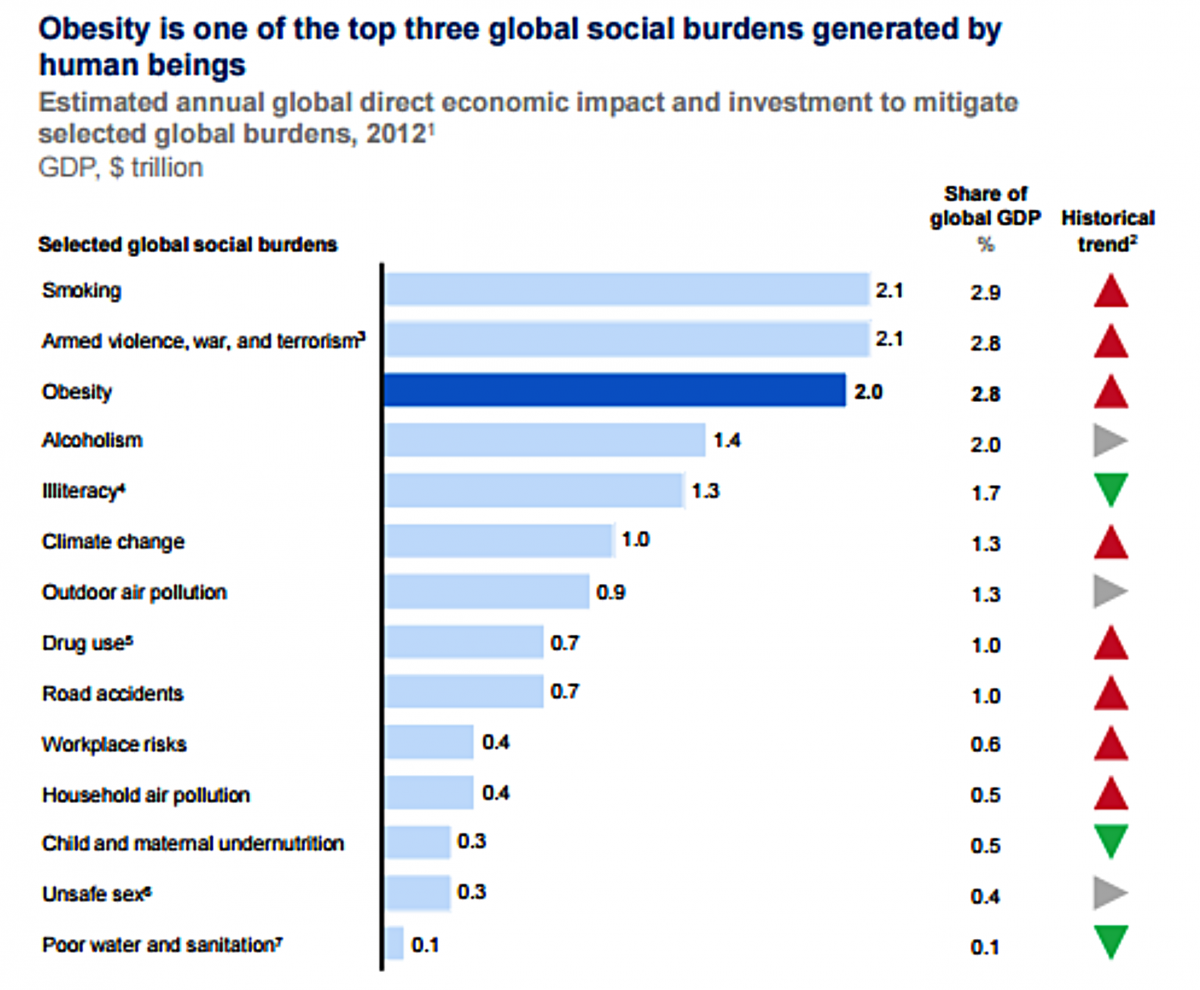 Obesity is one of the top three global social burdens generated by
human beings
Estimated annual global direct economic impact and investment to mitigate
selected global burdens, 2012¹
GDP, $ trillion
Selected global social burdens
Share of
global GDP
%
Historical
trend²
Smoking 2.1 2.9
Armed violence, war, and terrorism³ 2.1 2.8
Obesity 2.0 2.8
Alcoholism 1.4 2.0
Illiteracy⁴ 1.3 1.7
Climate change 1.0 1.3
Outdoor air pollution 0.9 1.3
Drug use⁵ 0.7 1.0
Road accidents 0.7 1.0
Workplace risks 0.4 0.6
Household air pollution 0.4 0.5
Child and maternal undernutrition 0.3 0.5
Unsafe sex⁶ 0.3 0.4
Poor water and sanitation⁷ 0.1 0.1